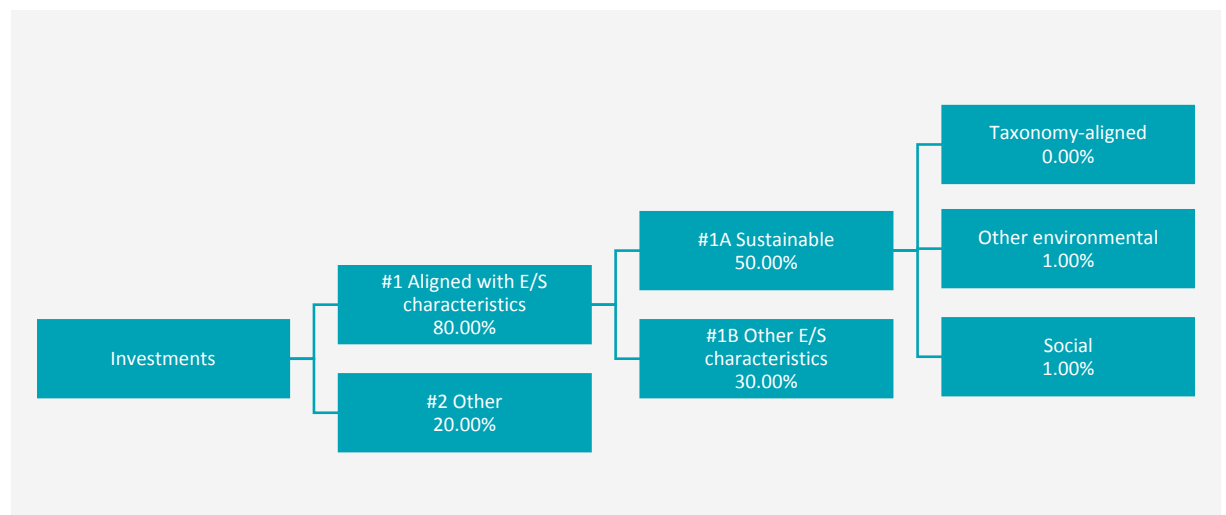 Investments
#1 Aligned with E/S
characteristics
80.00%
#2 Other
20.00%
#1A Sustainable
50.00%
#1B Other E/S
characteristics
30.00%
Taxonomy-aligned
0.00%
Other environmental
1.00%
Social
1.00%